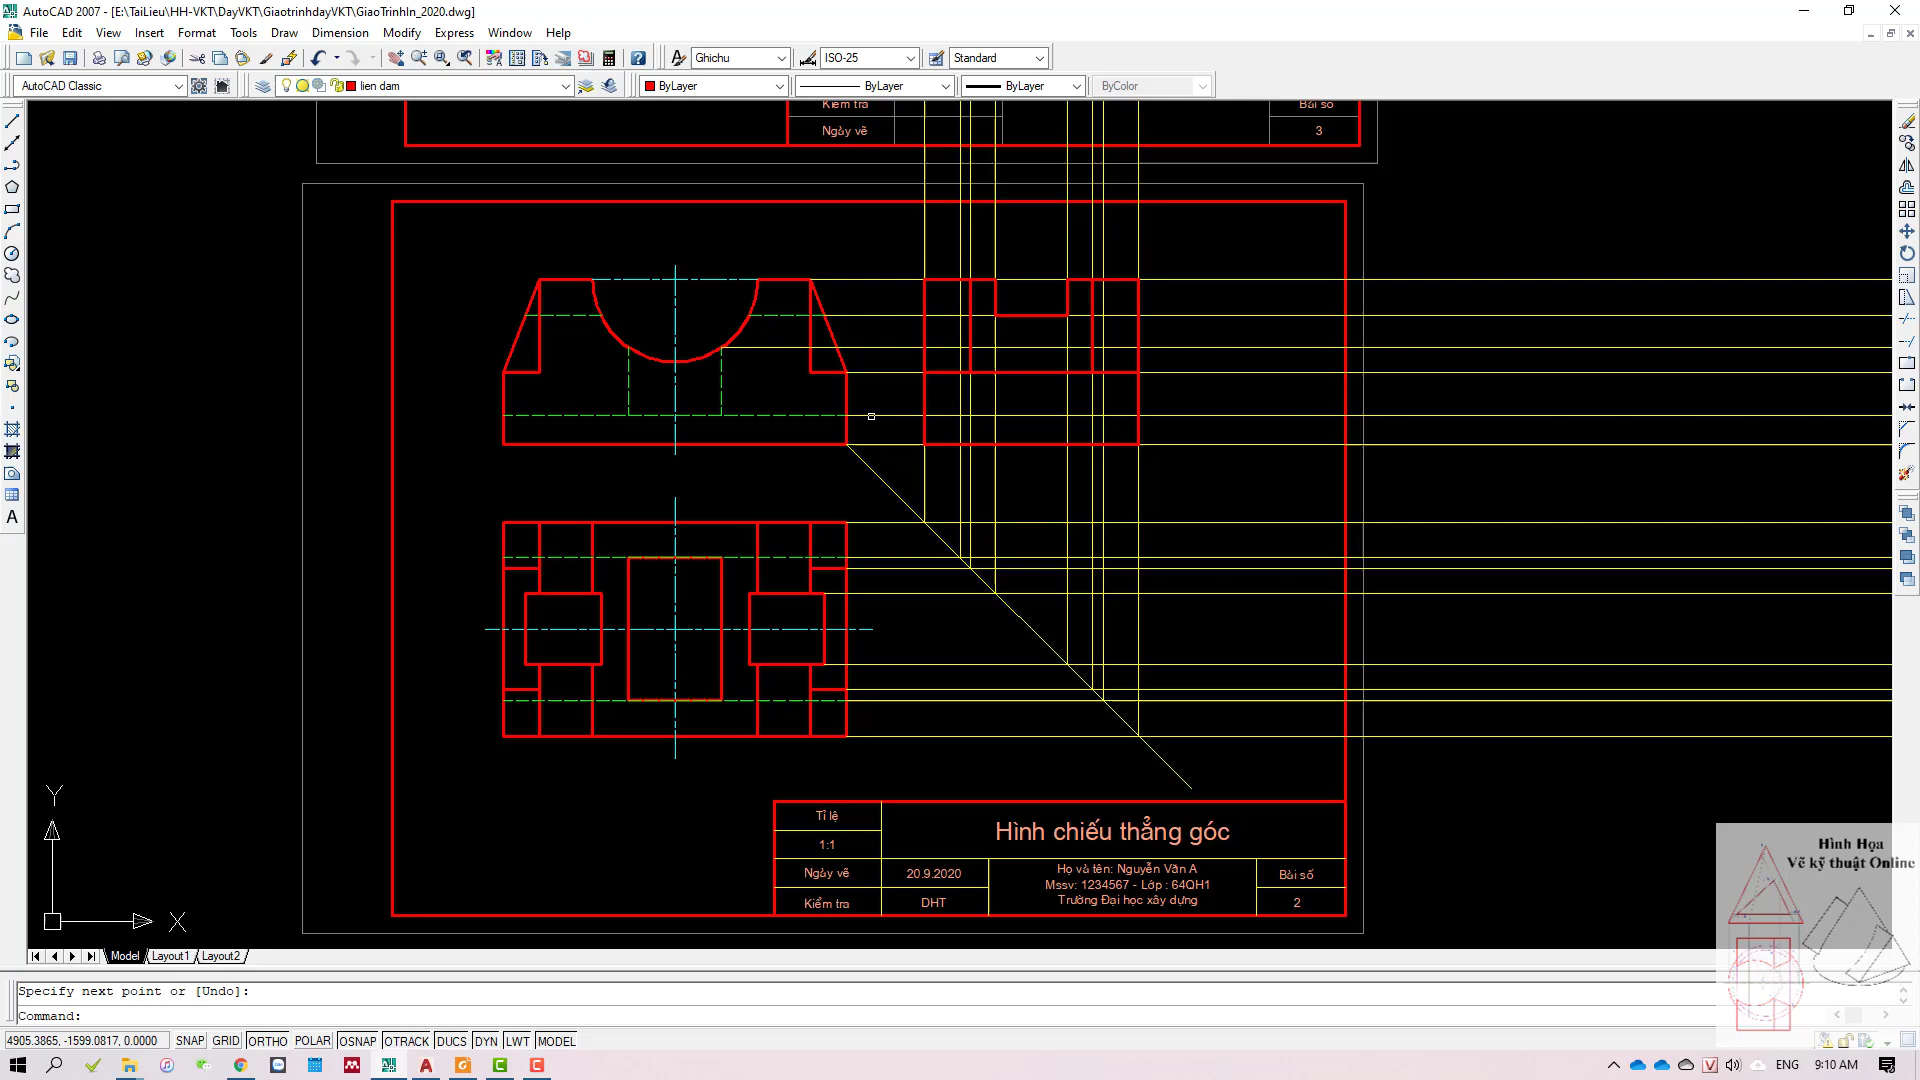 AutoCAD 2007 - [E:\TaiLieu\HH-VKT\DayVKT\GiaotrinhdayVKT\GiaoTrinhIn_2020.dwg]
File Edit View Insert Format Tools Draw Dimension Modify Express Window Help
Ghichu ISO-25 Standard
AutoCAD Classic lien dam ByLayer ByLayer ByLayer ByColor
Kiểm tra Bài số
Ngày vẽ 3
Tỉ lệ
1:1
Hình chiếu thẳng góc
Ngày vẽ 20.9.2020
Họ và tên: Nguyễn Văn A
Mssv: 1234567 - Lớp : 64QH1
Trường Đại học xây dựng
Bài số
Kiểm tra DHT 2
Y
X
Hình Họa
Vẽ kỹ thuật Online
Model Layout1 Layout2
Specify next point or [Undo]:
Command:
4905.3865, -1599.0817, 0.0000 SNAP GRID ORTHO POLAR OSNAP OTRACK DUCS DYN LWT MODEL
ENG 9:10 AM